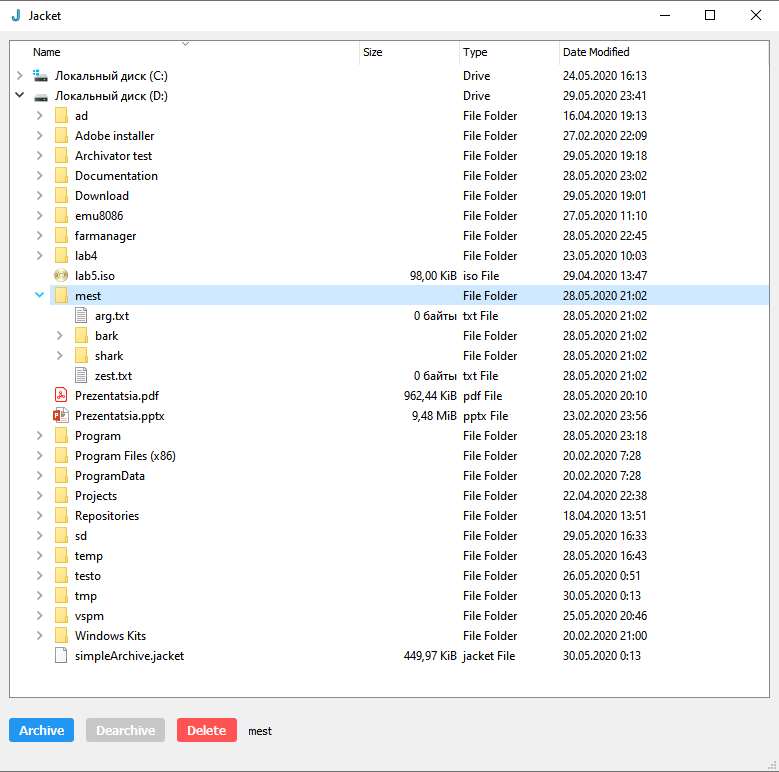 Jacket
Name Size Type Date Modified
Локальный диск (C:) Drive 24.05.2020 16:13
Локальный диск (D:) Drive 29.05.2020 23:41
ad File Folder 16.04.2020 19:13
Adobe installer File Folder 27.02.2020 22:09
Archivator test File Folder 29.05.2020 19:18
Documentation File Folder 28.05.2020 23:02
Download File Folder 29.05.2020 19:01
emu8086 File Folder 27.05.2020 11:10
farmanager File Folder 28.05.2020 22:45
lab4 File Folder 23.05.2020 10:03
lab5.iso 98,00 KiB iso File 29.04.2020 13:47
mest File Folder 28.05.2020 21:02
arg.txt 0 байты txt File 28.05.2020 21:02
bark File Folder 28.05.2020 21:02
shark File Folder 28.05.2020 21:02
zest.txt 0 байты txt File 28.05.2020 21:02
Prezentatsia.pdf 962,44 KiB pdf File 28.05.2020 20:10
Prezentatsia.pptx 9,48 MiB pptx File 23.02.2020 23:56
Program File Folder 28.05.2020 23:18
Program Files (x86) File Folder 20.02.2020 7:28
ProgramData File Folder 20.02.2020 7:28
Projects File Folder 22.04.2020 22:38
Repositories File Folder 18.04.2020 13:51
sd File Folder 29.05.2020 16:33
temp File Folder 28.05.2020 16:43
testo File Folder 26.05.2020 0:51
tmp File Folder 30.05.2020 0:13
vspm File Folder 25.05.2020 20:46
Windows Kits File Folder 20.02.2020 21:00
simpleArchive.jacket 449,97 KiB jacket File 30.05.2020 0:13
Archive Dearchive Delete mest